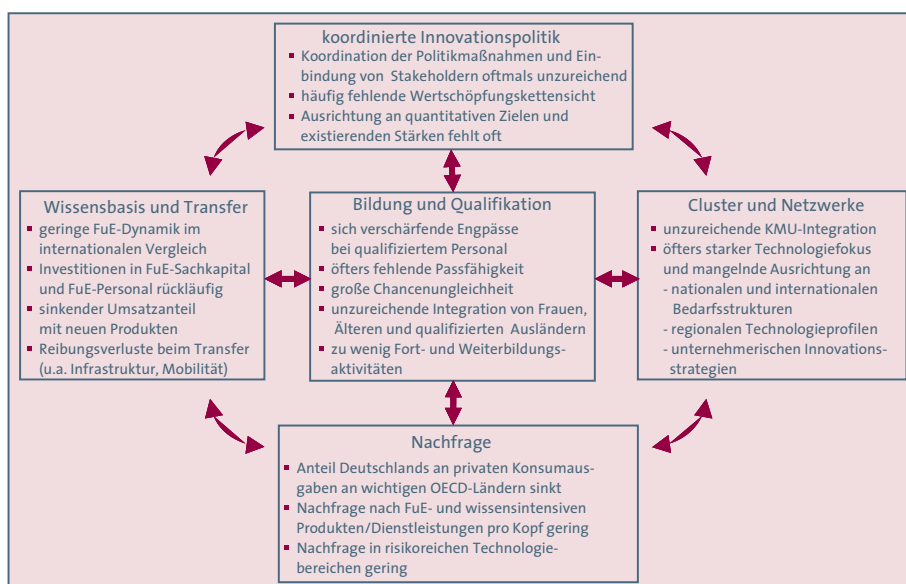 koordinierte Innovationspolitik
▪ Koordination der Politikmaßnahmen und Ein-
bindung von Stakeholdern oftmals unzureichend
▪ häufig fehlende Wertschöpfungskettensicht
▪ Ausrichtung an quantitativen Zielen und
existierenden Stärken fehlt oft
Wissensbasis und Transfer
▪ geringe FuE-Dynamik im
internationalen Vergleich
▪ Investitionen in FuE-Sachkapital
und FuE-Personal rückläufig
▪ sinkender Umsatzanteil
mit neuen Produkten
▪ Reibungsverluste beim Transfer
(u.a. Infrastruktur, Mobilität)
Bildung und Qualifikation
▪ sich verschärfende Engpässe
bei qualifiziertem Personal
▪ öfters fehlende Passfähigkeit
▪ große Chancenungleichheit
▪ unzureichende Integration von Frauen,
Älteren und qualifizierten Ausländern
▪ zu wenig Fort- und Weiterbildungs-
aktivitäten
Cluster und Netzwerke
▪ unzureichende KMU-Integration
▪ öfters starker Technologiefokus
und mangelnde Ausrichtung an
- nationalen und internationalen
Bedarfsstrukturen
- regionalen Technologieprofilen
- unternehmerischen Innovations-
strategien
Nachfrage
▪ Anteil Deutschlands an privaten Konsumaus-
gaben an wichtigen OECD-Ländern sinkt
▪ Nachfrage nach FuE- und wissensintensiven
Produkten/Dienstleistungen pro Kopf gering
▪ Nachfrage in risikoreichen Technologie-
bereichen gering